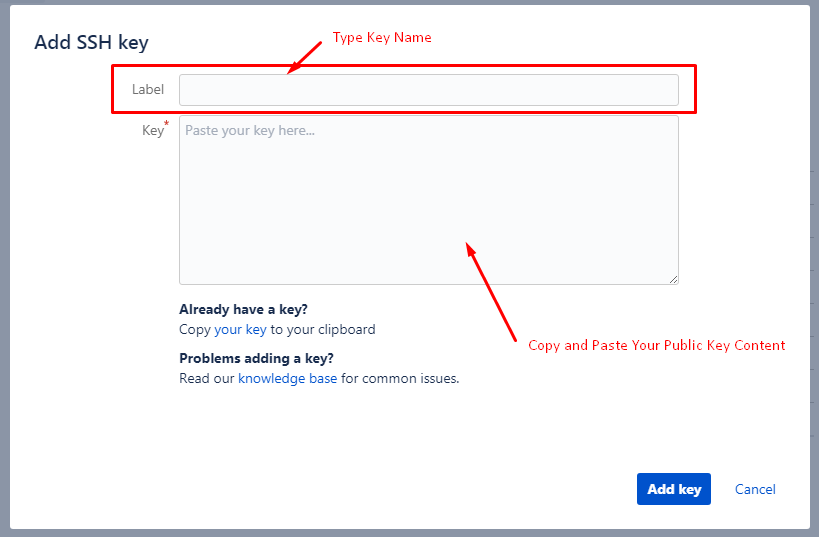 Add SSH key
Type Key Name
Label
Key*
Paste your key here...
Already have a key?
Copy your key to your clipboard
Copy and Paste Your Public Key Content
Problems adding a key?
Read our knowledge base for common issues.
Add key
Cancel